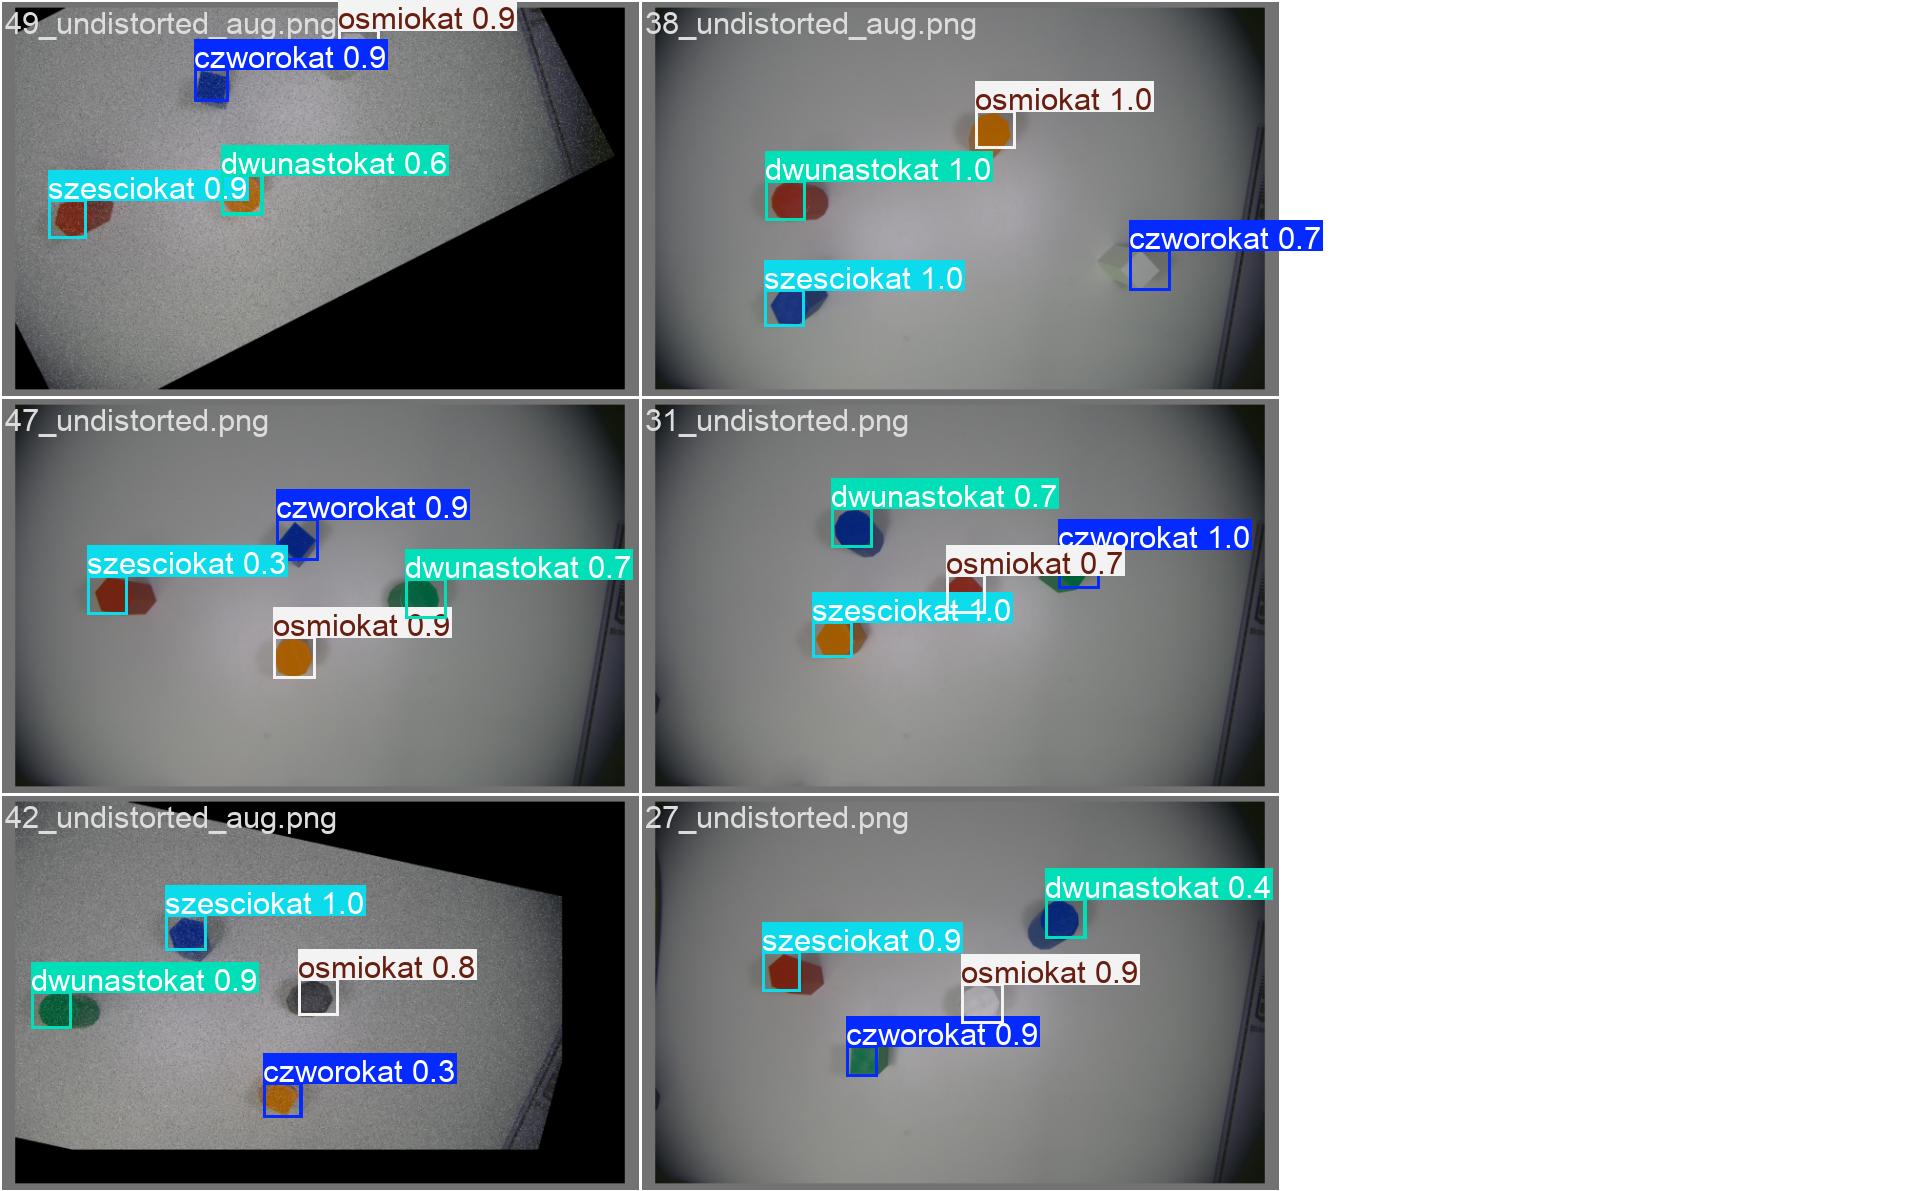 49_undistorted_aug.png
osmiokat 0.9
czworokat 0.9
dwunastokat 0.6
szesciokat 0.9
38_undistorted_aug.png
osmiokat 1.0
dwunastokat 1.0
czworokat 0.7
szesciokat 1.0
47_undistorted.png
czworokat 0.9
szesciokat 0.3
dwunastokat 0.7
osmiokat 0.9
31_undistorted.png
dwunastokat 0.7
czworokat 1.0
osmiokat 0.7
szesciokat 1.0
42_undistorted_aug.png
szesciokat 1.0
osmiokat 0.8
dwunastokat 0.9
czworokat 0.3
27_undistorted.png
dwunastokat 0.4
szesciokat 0.9
osmiokat 0.9
czworokat 0.9